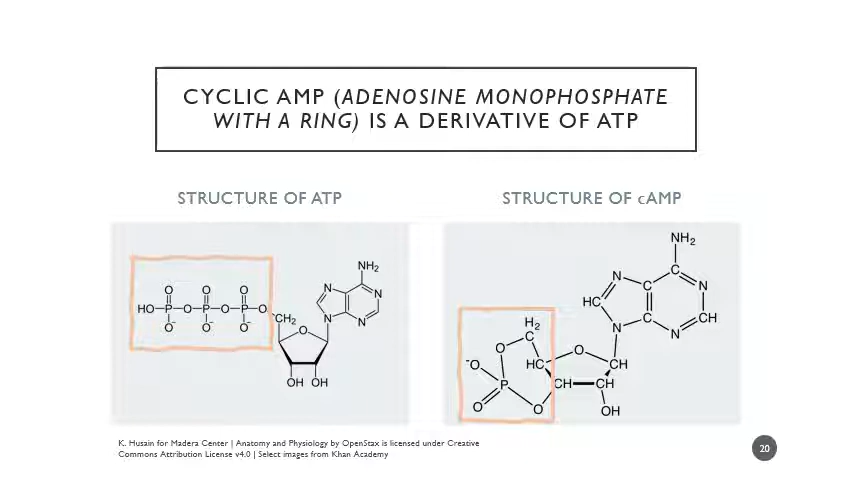 CYCLIC AMP (ADENOSINE MONOPHOSPHATE
WITH A RING) IS A DERIVATIVE OF ATP
STRUCTURE OF ATP
STRUCTURE OF cAMP
NH2
O O O
N N
HO P O P O P O CH2 O N N
O- O- O-
OH OH
NH2
N C N
HC C
C CH
N N
H2
O C
-O HC O CH
P CH CH
O O OH
K. Husain for Madera Center | Anatomy and Physiology by OpenStax is licensed under Creative
Commons Attribution License v4.0 | Select images from Khan Academy
20